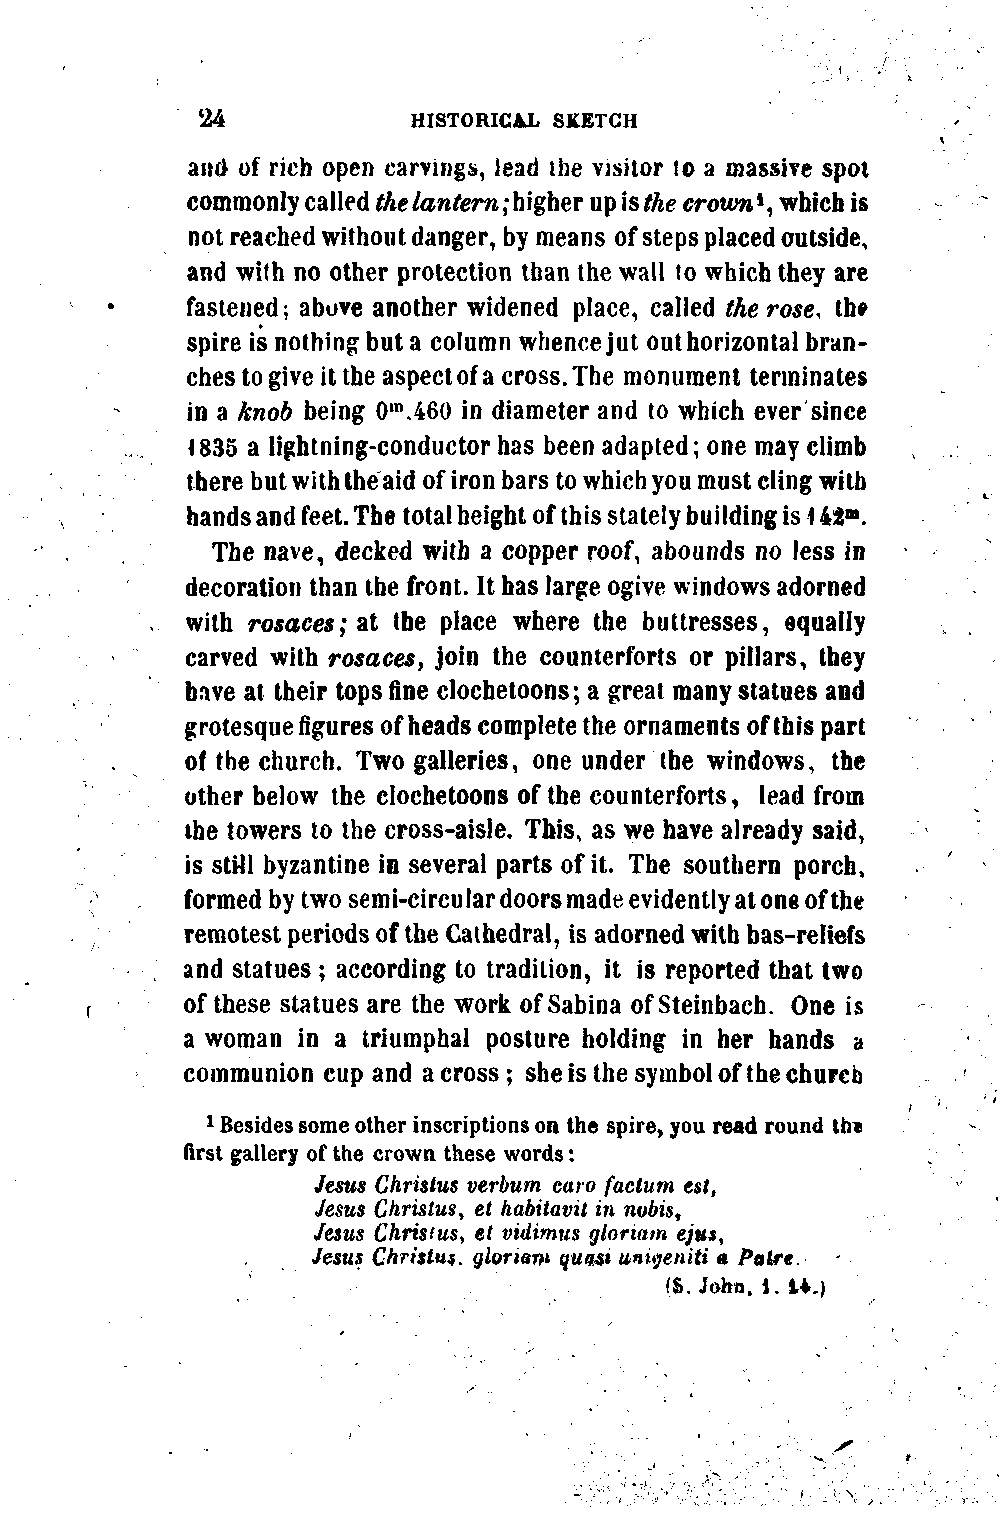 24 HISTORICAL SKETCH
and of rich open carvings, lead the visitor to a massive spot
commonly called the lantern; higher up is the crown¹, which is
not reached without danger, by means of steps placed outside,
and with no other protection than the wall to which they are
fastened; above another widened place, called the rose, the
spire is nothing but a column whence jut out horizontal bran-
ches to give it the aspect of a cross. The monument terminates
in a knob being 0ᵐ.460 in diameter and to which ever since
1835 a lightning-conductor has been adapted; one may climb
there but with the aid of iron bars to which you must cling with
hands and feet. The total height of this stately building is 142ᵐ.
The nave, decked with a copper roof, abounds no less in
decoration than the front. It has large ogive windows adorned
with rosaces; at the place where the buttresses, equally
carved with rosaces, join the counterforts or pillars, they
have at their tops fine clochetoons; a great many statues and
grotesque figures of heads complete the ornaments of this part
of the church. Two galleries, one under the windows, the
other below the clochetoons of the counterforts, lead from
the towers to the cross-aisle. This, as we have already said,
is still byzantine in several parts of it. The southern porch,
formed by two semi-circular doors made evidently at one of the
remotest periods of the Cathedral, is adorned with bas-reliefs
and statues; according to tradition, it is reported that two
of these statues are the work of Sabina of Steinbach. One is
a woman in a triumphal posture holding in her hands a
communion cup and a cross; she is the symbol of the church
¹ Besides some other inscriptions on the spire, you read round the
first gallery of the crown these words:
Jesus Christus verbum caro factum est,
Jesus Christus, et habitavit in nobis,
Jesus Christus, et vidimus gloriam ejus,
Jesus Christus, gloriam quasi unigeniti a Patre.
(S. John, 1. 14.)